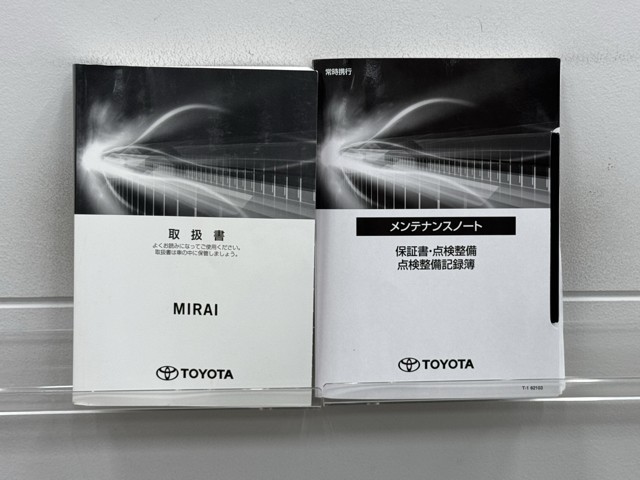 取扱書
よくお読みになってご使用ください。
取扱書は車の中に保管しましょう。
MIRAI
TOYOTA
常時携行
メンテナンスノート
保証書・点検整備
点検整備記録簿
TOYOTA